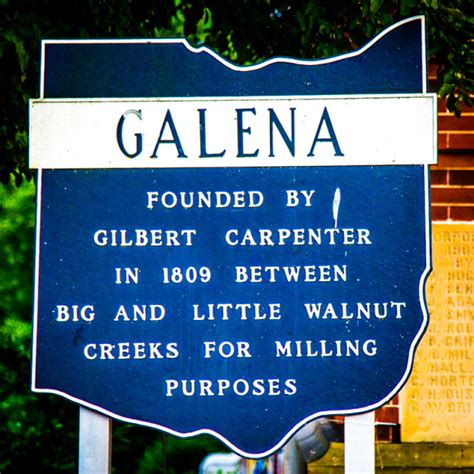 GALENA
FOUNDED BY
GILBERT CARPENTER
IN 1809 BETWEEN
BIG AND LITTLE WALNUT
CREEKS FOR MILLING
PURPOSES